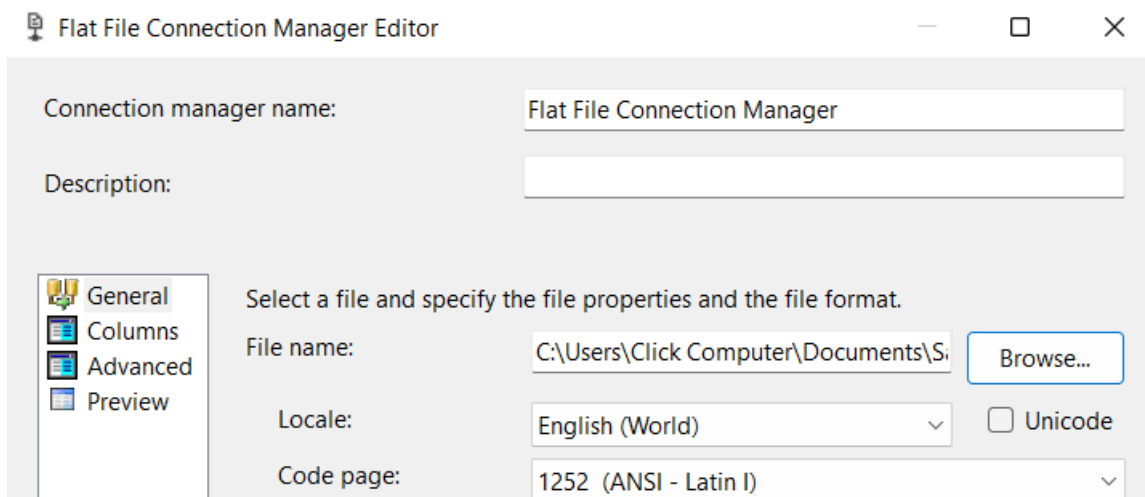 Flat File Connection Manager Editor
Connection manager name: Flat File Connection Manager
Description:
General
Columns
Advanced
Preview
Select a file and specify the file properties and the file format.
File name: C:\Users\Click Computer\Documents\Sa Browse...
Locale: English (World) Unicode
Code page: 1252 (ANSI - Latin I)